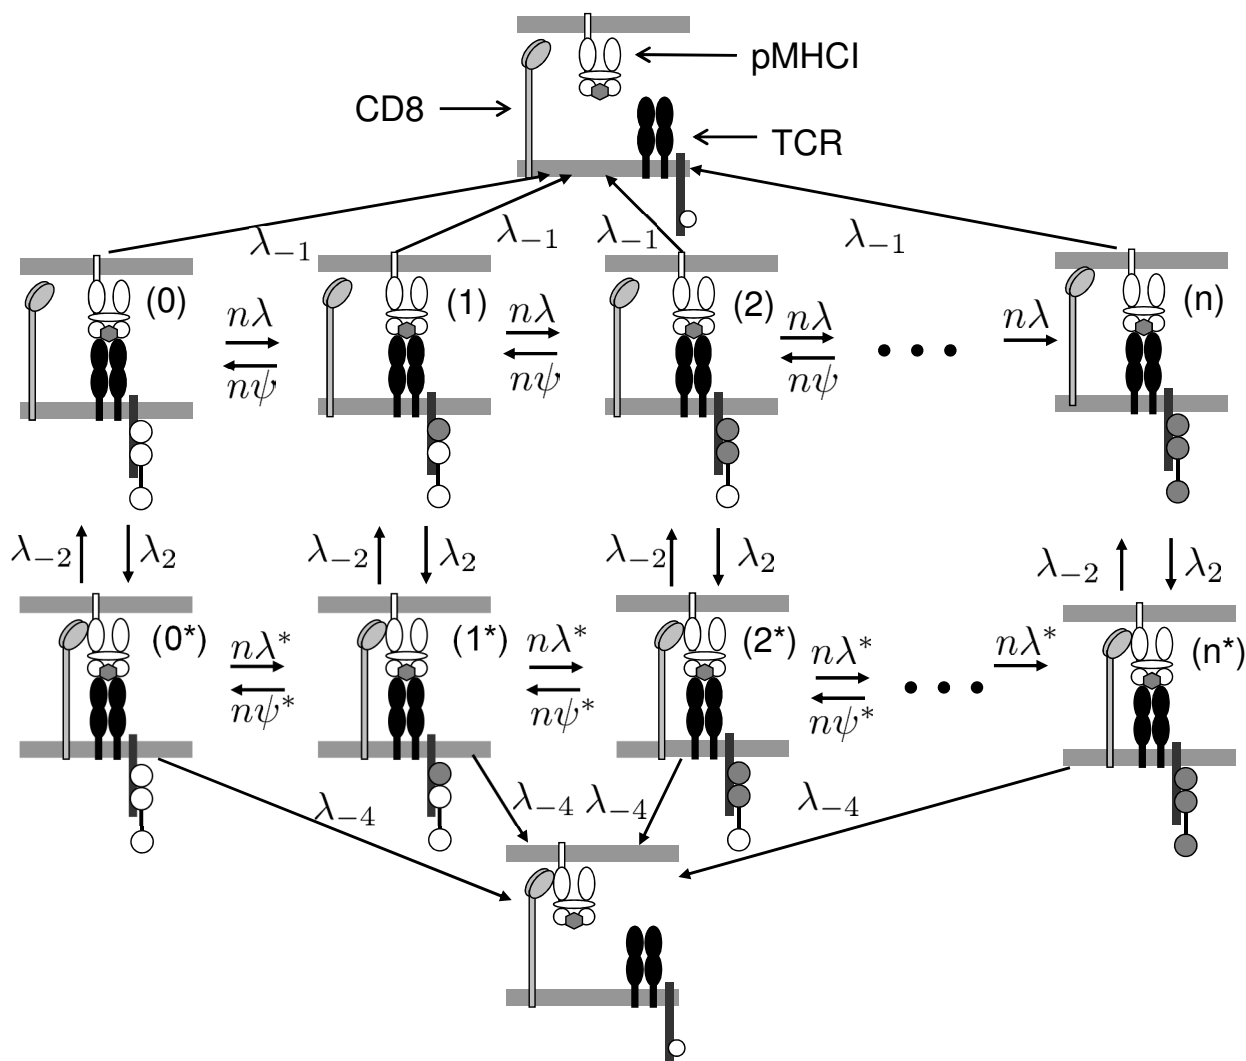 pMHCI
CD8
TCR
λ₋₁ λ₋₁ λ₋₁ λ₋₁
(0) (1) (2) (n)
nλ nλ nλ nλ
nψ nψ nψ
λ₋₂ λ₂ λ₋₂ λ₂ λ₋₂ λ₂ λ₋₂ λ₂
(0*) (1*) (2*) (n*)
nλ* nλ* nλ* nλ*
nψ* nψ* nψ*
λ₋₄ λ₋₄ λ₋₄ λ₋₄